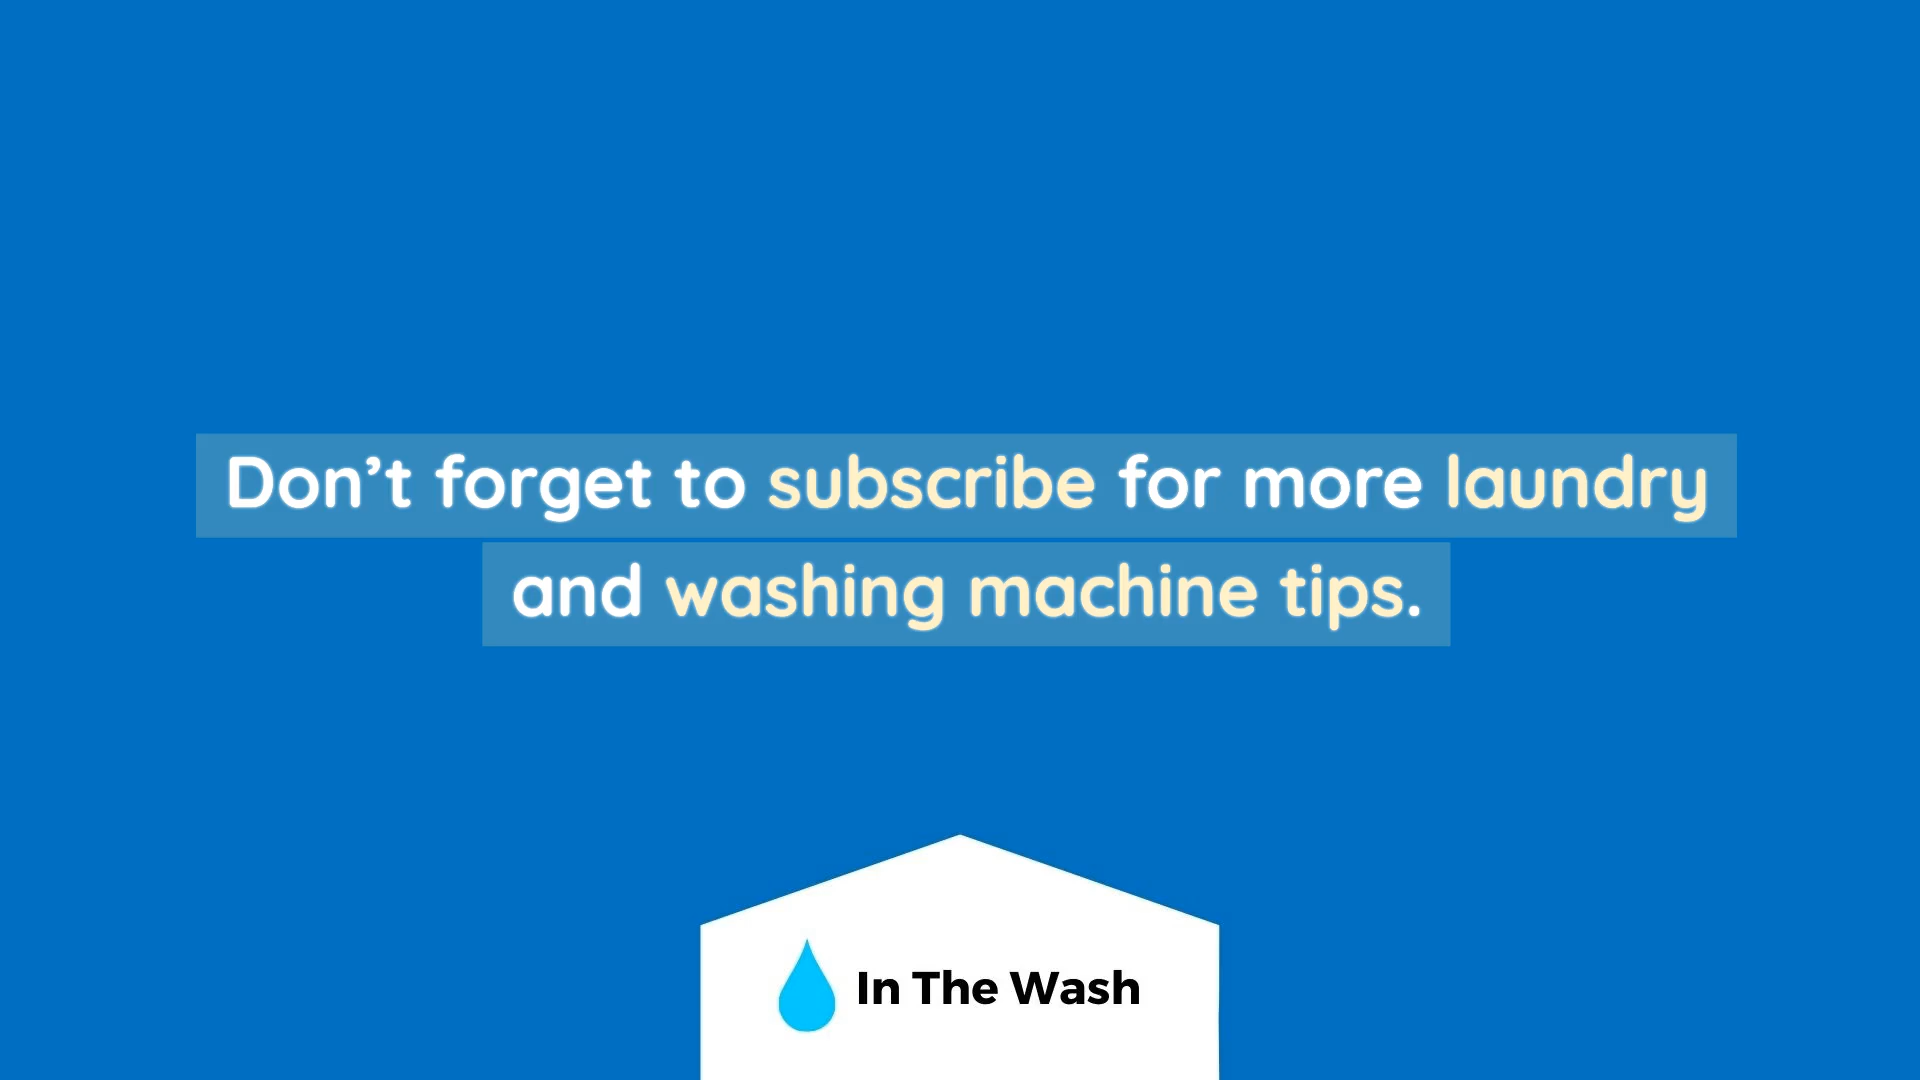 Don’t forget to subscribe for more laundry
and washing machine tips.
In The Wash